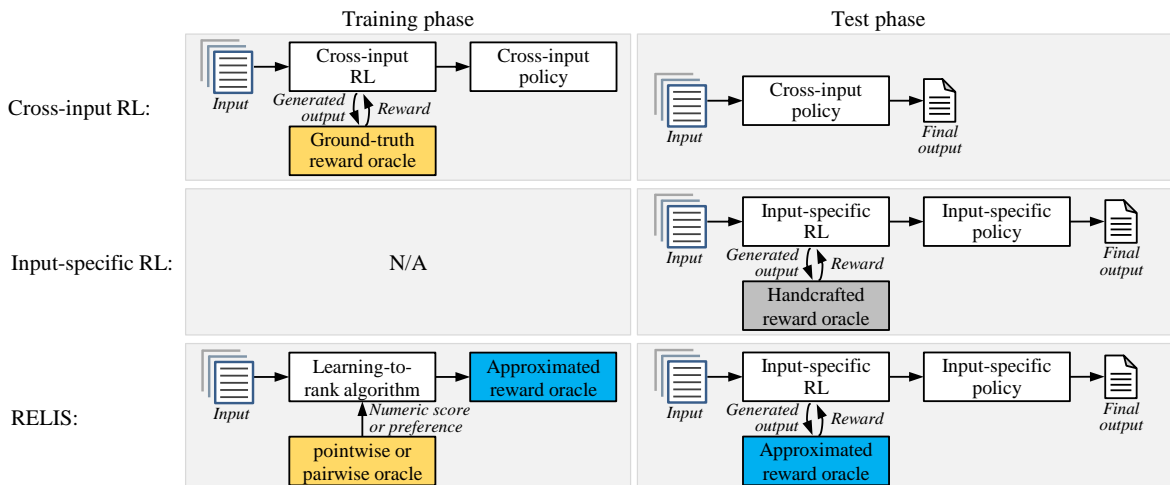 Training phase
Test phase
Cross-input RL:
Input
Cross-input
RL
Cross-input
policy
Generated
output
Reward
Ground-truth
reward oracle
Input
Cross-input
policy
Final
output
Input-specific RL:
N/A
Input
Input-specific
RL
Input-specific
policy
Final
output
Generated
output
Reward
Handcrafted
reward oracle
RELIS:
Input
Learning-to-
rank algorithm
Approximated
reward oracle
Numeric score
or preference
pointwise or
pairwise oracle
Input
Input-specific
RL
Input-specific
policy
Final
output
Generated
output
Reward
Approximated
reward oracle